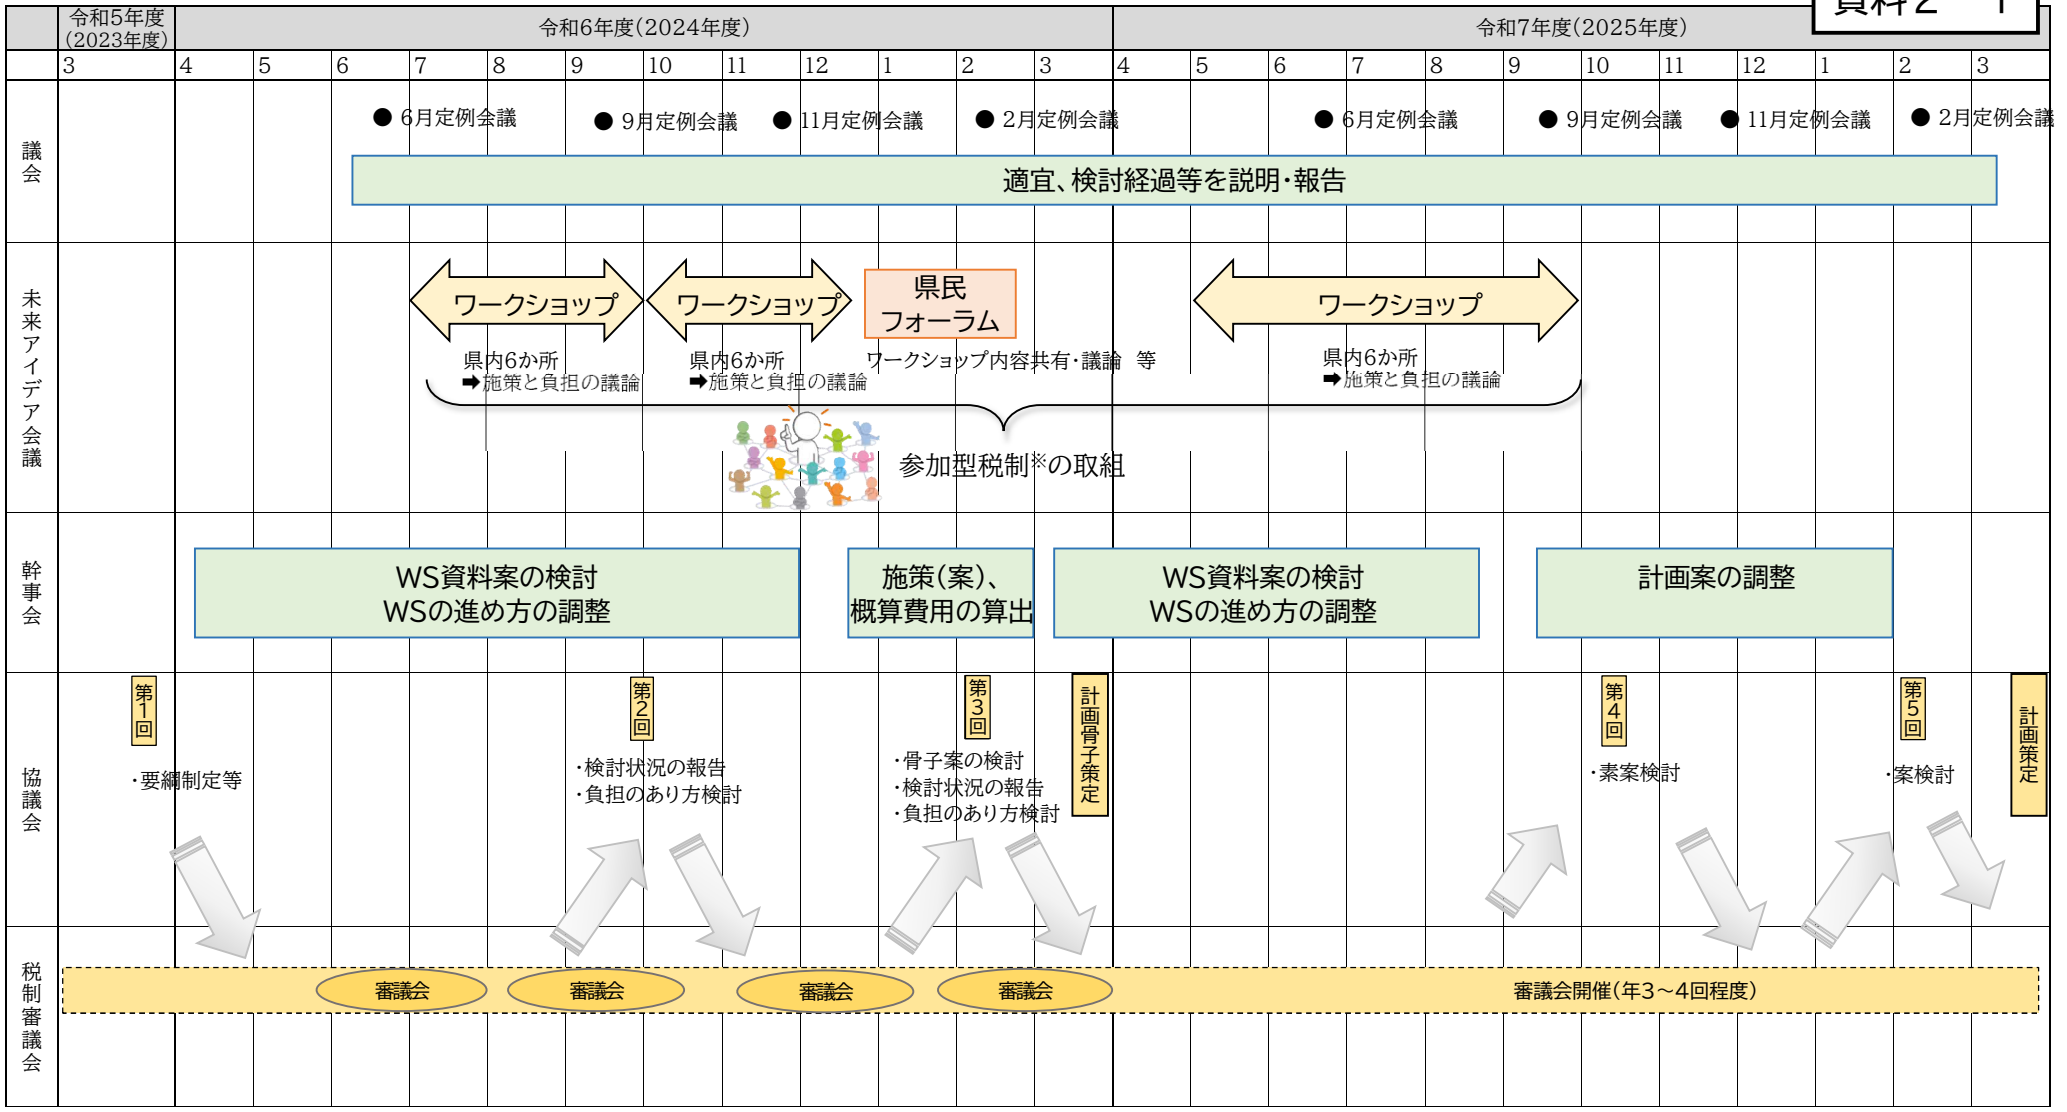 資料2-1
令和5年度
(2023年度)
令和6年度(2024年度)
令和7年度(2025年度)
3 4 5 6 7 8 9 10 11 12 1 2 3 4 5 6 7 8 9 10 11 12 1 2 3
議会
● 6月定例会議
● 9月定例会議
● 11月定例会議
● 2月定例会議
● 6月定例会議
● 9月定例会議
● 11月定例会議
● 2月定例会議
適宜、検討経過等を説明・報告
未来アイデア会議
ワークショップ
ワークショップ
県民
フォーラム
ワークショップ
県内6か所
➡施策と負担の議論
県内6か所
➡施策と負担の議論
ワークショップ内容共有・議論 等
県内6か所
➡施策と負担の議論
参加型税制※の取組
幹事会
WS資料案の検討
WSの進め方の調整
施策(案)、
概算費用の算出
WS資料案の検討
WSの進め方の調整
計画案の調整
協議会
第1回
・要綱制定等
第2回
・検討状況の報告
・負担のあり方検討
第3回
・骨子案の検討
・検討状況の報告
・負担のあり方検討
計画骨子策定
第4回
・素案検討
第5回
・案検討
計画策定
税制審議会
審議会
審議会
審議会
審議会
審議会開催(年3~4回程度)